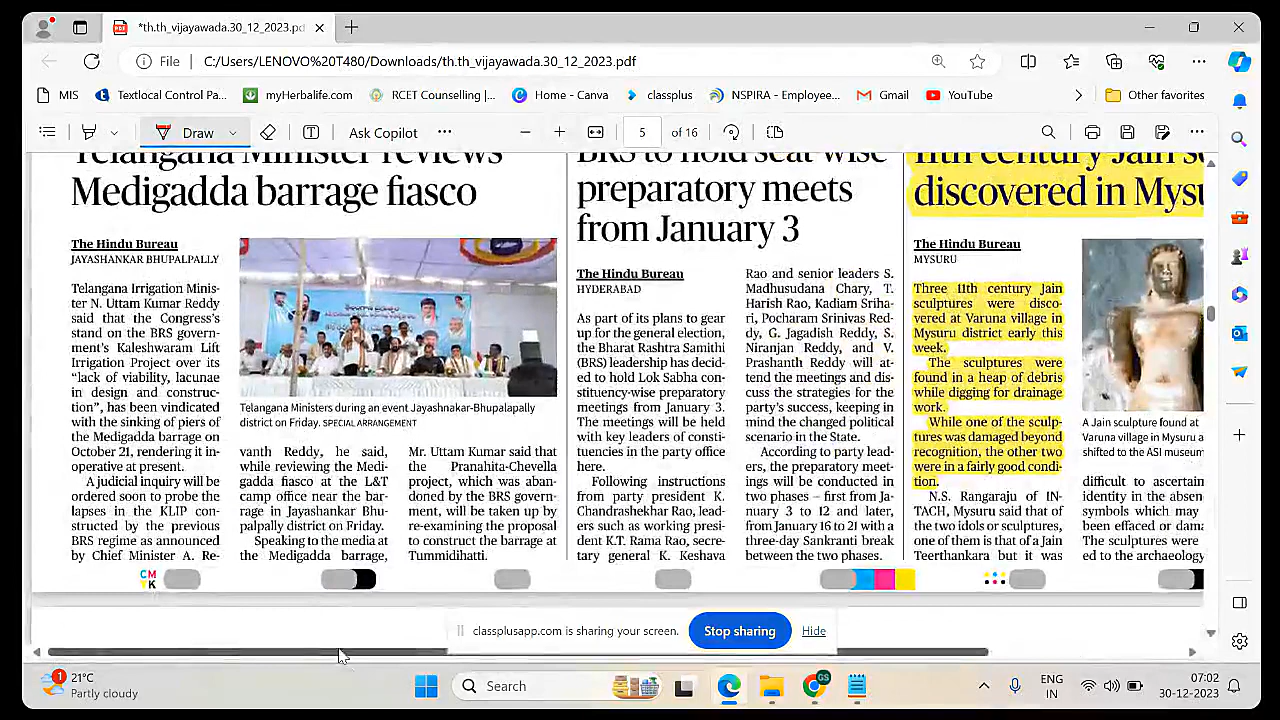 *th.th_vijayawada.30_12_2023.pd
File
C:/Users/LENOVO%20T480/Downloads/th.th_vijayawada.30_12_2023.pdf
MIS
Textlocal Control Pa...
myHerbalife.com
RCET Counselling |...
Home - Canva
classplus
NSPIRA - Employee...
Gmail
YouTube
Other favorites
Draw
Ask Copilot
5
of 16
Telangana Minister reviews
Medigadda barrage fiasco
The Hindu Bureau
JAYASHANKAR BHUPALPALLY
Telangana Irrigation Minis-
ter N. Uttam Kumar Reddy
said that the Congress's
stand on the BRS govern-
ment's Kaleshwaram Lift
Irrigation Project over its
"lack of viability, lacunae
in design and construc-
tion", has been vindicated
with the sinking of piers of
the Medigadda barrage on
October 21, rendering it in-
operative at present.
A judicial inquiry will be
ordered soon to probe the
lapses in the KLIP con-
structed by the previous
BRS regime as announced
by Chief Minister A. Re-
Telangana Ministers during an event Jayashnakar-Bhupalapally
district on Friday. SPECIAL ARRANGEMENT
vanth Reddy, he said,
while reviewing the Medi-
gadda fiasco at the L&T
camp office near the bar-
rage in Jayashankar Bhu-
palpally district on Friday.
Speaking to the media at
the Medigadda barrage,
Mr. Uttam Kumar said that
the Pranahita-Chevella
project, which was aban-
doned by the BRS govern-
ment, will be taken up by
re-examining the proposal
to construct the barrage at
Tummidihatti.
BRS to hold seat wise
preparatory meets
from January 3
The Hindu Bureau
HYDERABAD
As part of its plans to gear
up for the general election,
the Bharat Rashtra Samithi
(BRS) leadership has decid-
ed to hold Lok Sabha con-
stituency-wise preparatory
meetings from January 3.
The meetings will be held
with key leaders of consti-
tuencies in the party office
here.
Following instructions
from party president K.
Chandrashekhar Rao, lead-
ers such as working presi-
dent K.T. Rama Rao, secre-
tary general K. Keshava
Rao and senior leaders S.
Madhusudana Chary, T.
Harish Rao, Kadiam Sriha-
ri, Pocharam Srinivas Red-
dy, G. Jagadish Reddy, S.
Niranjan Reddy, and V.
Prashanth Reddy will at-
tend the meetings and dis-
cuss the strategies for the
party's success, keeping in
mind the changed political
scenario in the State.
According to party lead-
ers, the preparatory meet-
ings will be conducted in
two phases – first from Ja-
nuary 3 to 12 and later,
from January 16 to 21 with a
three-day Sankranti break
between the two phases.
11th century Jain s
discovered in Mysu
The Hindu Bureau
MYSURU
Three 11th century Jain
sculptures were disco-
vered at Varuna village in
Mysuru district early this
week.
The sculptures were
found in a heap of debris
while digging for drainage
work.
While one of the sculp-
tures was damaged beyond
recognition, the other two
were in a fairly good condi-
tion.
N.S. Rangaraju of IN-
TACH, Mysuru said that of
the two idols or sculptures,
one of them is that of a Jain
Teerthankara but it was
A Jain sculpture found at
Varuna village in Mysuru a
shifted to the ASI museum
difficult to ascertain
identity in the absen
symbols which may
been effaced or dama
The sculptures were
ed to the archaeology
CM
YK
classplusapp.com is sharing your screen.
Stop sharing
Hide
1
21°C
Partly cloudy
Search
GS
ENG
IN
07:02
30-12-2023